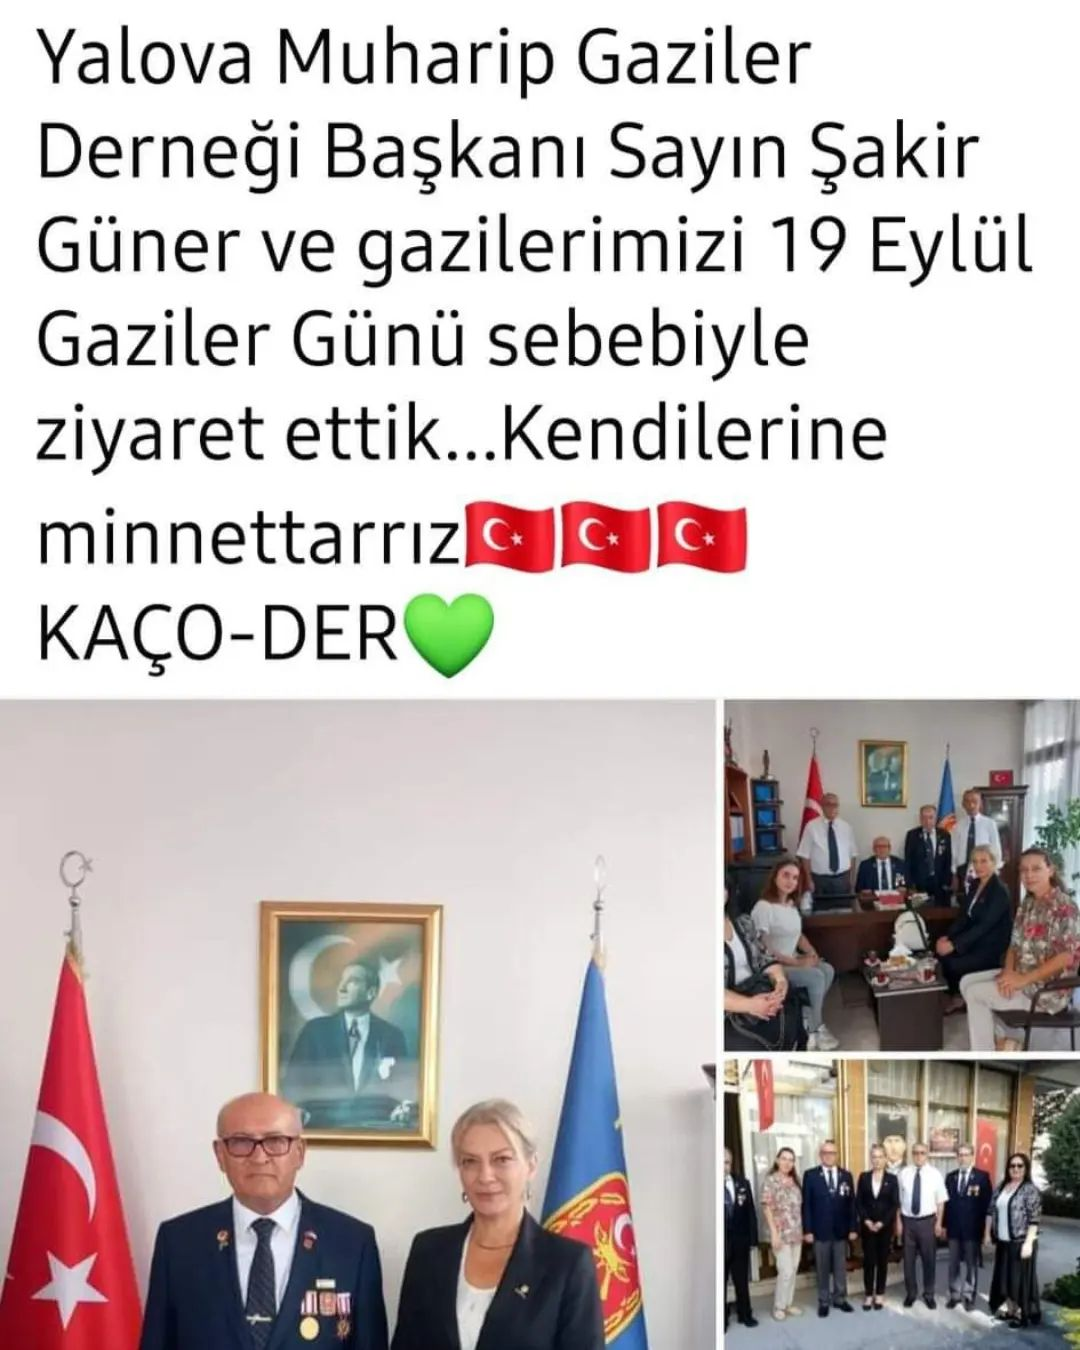 Yalova Muharip Gaziler
Derneği Başkanı Sayın Şakir
Güner ve gazilerimizi 19 Eylül
Gaziler Günü sebebiyle
ziyaret ettik...Kendilerine
minnettarrız🇹🇷🇹🇷🇹🇷
KAÇO-DER💚